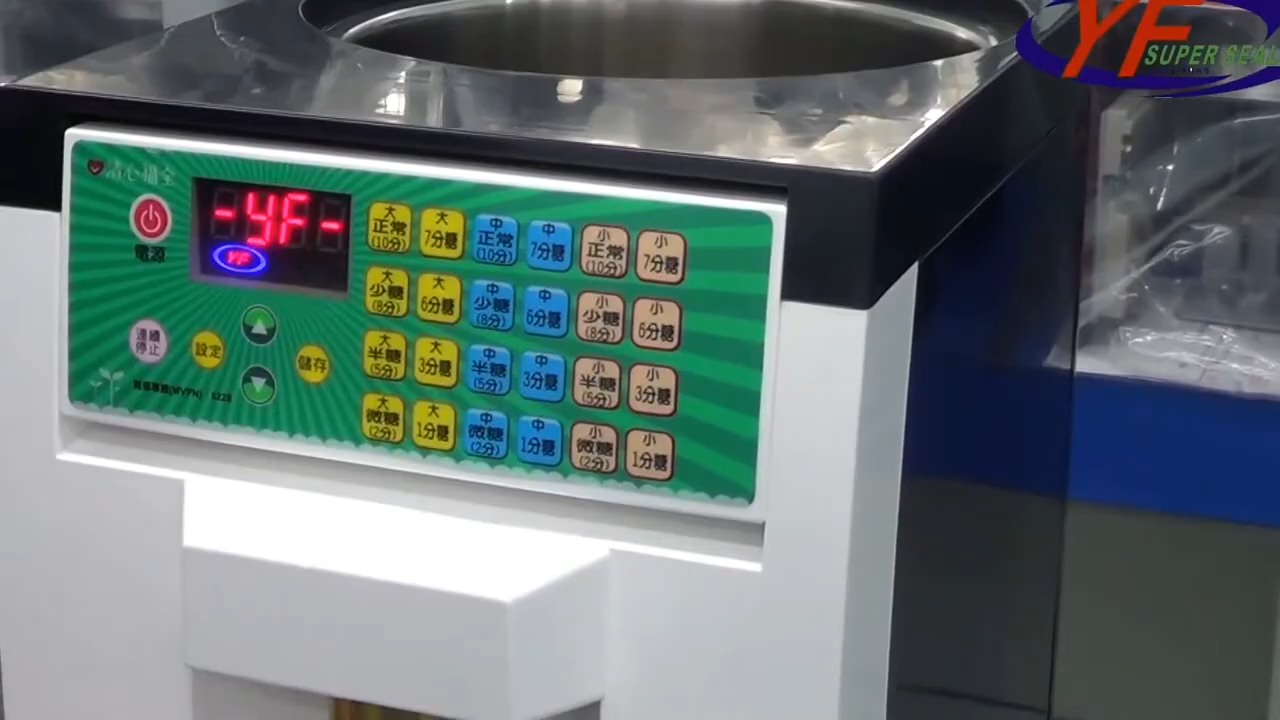 YF
SUPER SEAL
清心福全
-YF-
YF
電源
連續
停止
設定
儲存
(MVPN) 6228
大
正常
(10分)
大
7分糖
中
正常
(10分)
中
7分糖
小
正常
(10分)
小
7分糖
大
少糖
(8分)
大
6分糖
中
少糖
(8分)
中
6分糖
小
少糖
(8分)
小
6分糖
大
半糖
(5分)
大
3分糖
中
半糖
(5分)
中
3分糖
小
半糖
(5分)
小
3分糖
大
微糖
(2分)
大
1分糖
中
微糖
(2分)
中
1分糖
小
微糖
(2分)
小
1分糖